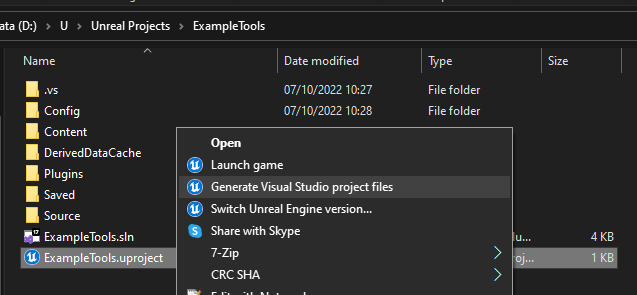 ata (D:) > U > Unreal Projects > ExampleTools
Name Date modified Type Size
.vs 07/10/2022 10:27 File folder
Config 07/10/2022 10:28 File folder
Content
DerivedDataCache
Plugins
Saved
Source
ExampleTools.sln 4 KB
ExampleTools.uproject 1 KB
Open
Launch game
Generate Visual Studio project files
Switch Unreal Engine version...
Share with Skype
7-Zip
CRC SHA